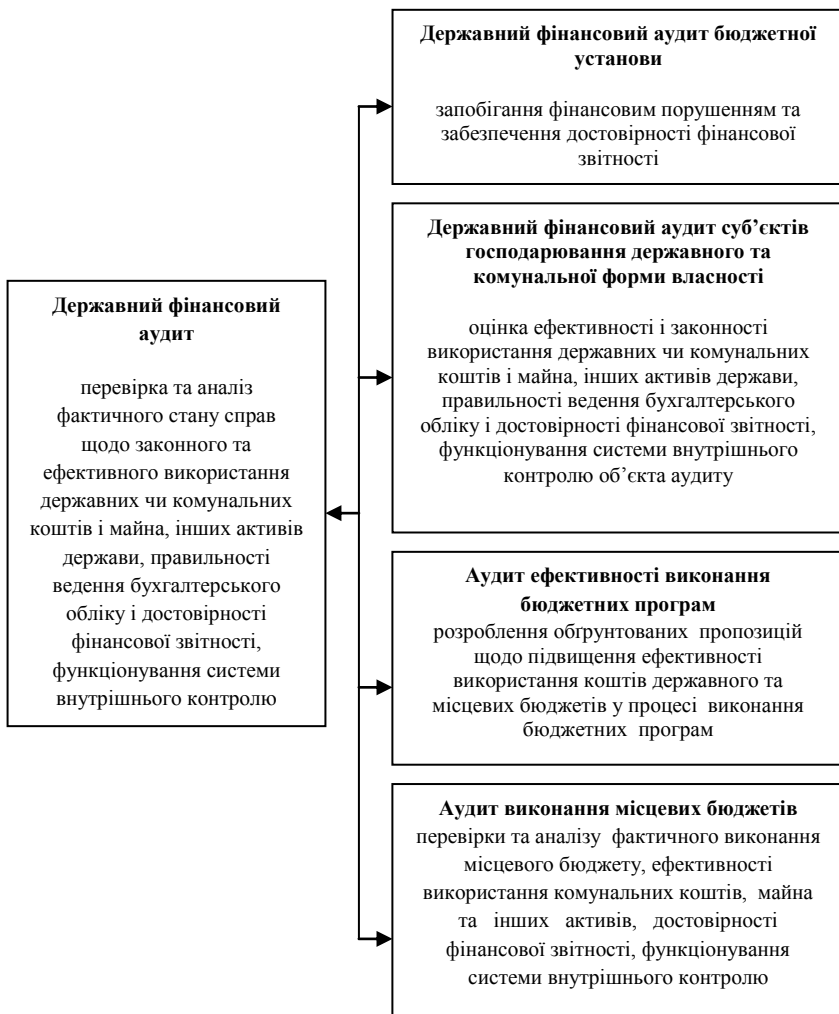 Державний фінансовий аудит бюджетної
установи
запобігання фінансовим порушенням та
забезпечення достовірності фінансової
звітності
Державний фінансовий аудит суб’єктів
господарювання державного та
комунальної форми власності
оцінка ефективності і законності
використання державних чи комунальних
коштів і майна, інших активів держави,
правильності ведення бухгалтерського
обліку і достовірності фінансової звітності,
функціонування системи внутрішнього
контролю об’єкта аудиту
Державний фінансовий
аудит
перевірка та аналіз
фактичного стану справ
щодо законного та
ефективного використання
державних чи комунальних
коштів і майна, інших активів
держави, правильності
ведення бухгалтерського
обліку і достовірності
фінансової звітності,
функціонування системи
внутрішнього контролю
Аудит ефективності виконання
бюджетних програм
розроблення обґрунтованих пропозицій
щодо підвищення ефективності
використання коштів державного та
місцевих бюджетів у процесі виконання
бюджетних програм
Аудит виконання місцевих бюджетів
перевірки та аналізу фактичного виконання
місцевого бюджету, ефективності
використання комунальних коштів, майна
та інших активів, достовірності
фінансової звітності, функціонування
системи внутрішнього контролю